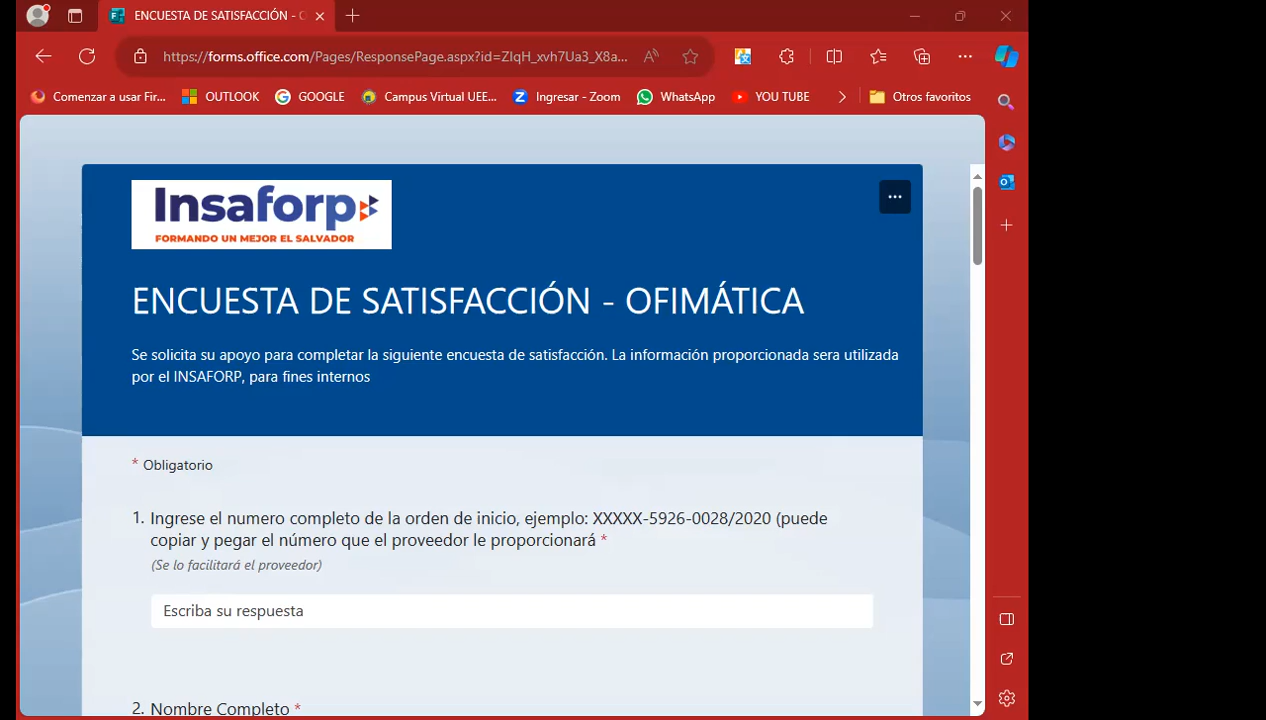 ENCUESTA DE SATISFACCIÓN - O
https://forms.office.com/Pages/ResponsePage.aspx?id=ZIqH_xvh7Ua3_X8a...
Comenzar a usar Fir...
OUTLOOK
GOOGLE
Campus Virtual UEE...
Ingresar - Zoom
WhatsApp
YOU TUBE
Otros favoritos
Insaforp
FORMANDO UN MEJOR EL SALVADOR
ENCUESTA DE SATISFACCIÓN - OFIMÁTICA
Se solicita su apoyo para completar la siguiente encuesta de satisfacción. La información proporcionada sera utilizada
por el INSAFORP, para fines internos
* Obligatorio
1. Ingrese el numero completo de la orden de inicio, ejemplo: XXXXX-5926-0028/2020 (puede
copiar y pegar el número que el proveedor le proporcionará *
(Se lo facilitará el proveedor)
Escriba su respuesta
2. Nombre Completo *